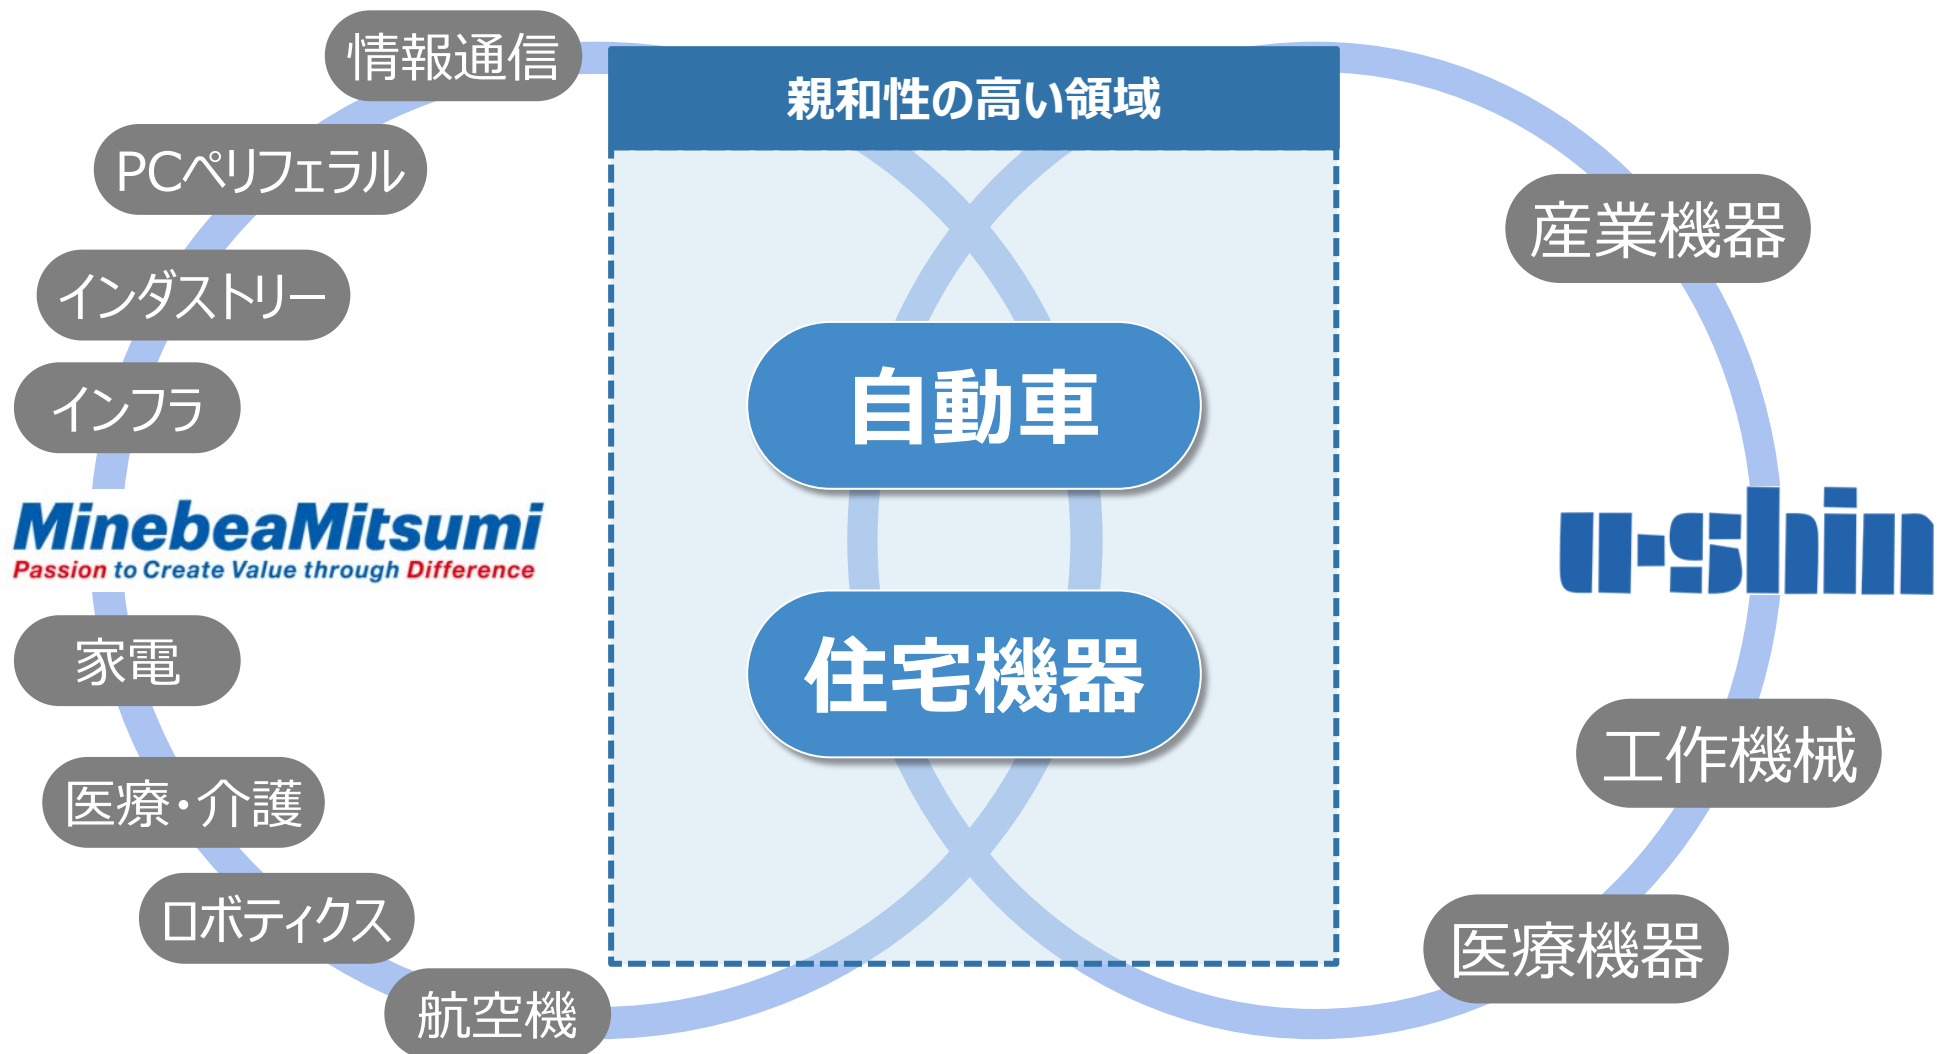 情報通信
PCペリフェラル
インダストリー
インフラ
MinebeaMitsumi
Passion to Create Value through Difference
家電
医療・介護
ロボティクス
航空機
親和性の高い領域
自動車
住宅機器
産業機器
u-shin
工作機械
医療機器